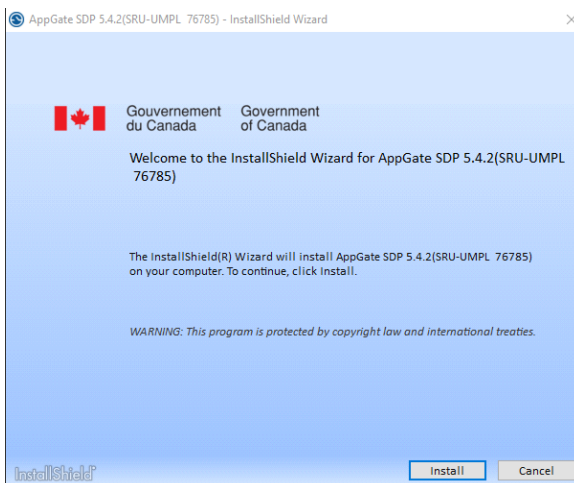 AppGate SDP 5.4.2(SRU-UMPL 76785) - InstallShield Wizard
Gouvernement Government
du Canada of Canada
Welcome to the InstallShield Wizard for AppGate SDP 5.4.2(SRU-UMPL
76785)
The InstallShield(R) Wizard will install AppGate SDP 5.4.2(SRU-UMPL 76785)
on your computer. To continue, click Install.
WARNING: This program is protected by copyright law and international treaties.
InstallShield
Install Cancel